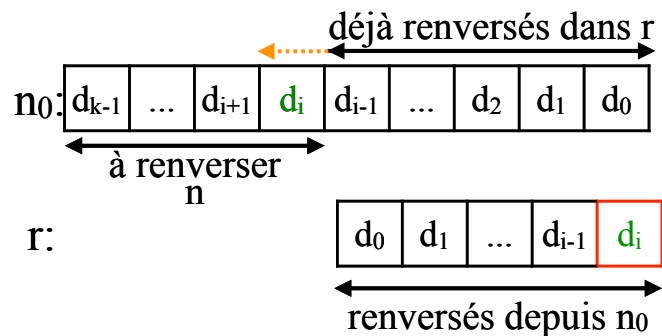 déjà renversés dans r
n₀: dₖ₋₁ ... dᵢ₊₁ dᵢ dᵢ₋₁ ... d₂ d₁ d₀
à renverser
n
r: d₀ d₁ ... dᵢ₋₁ dᵢ
renversés depuis n₀